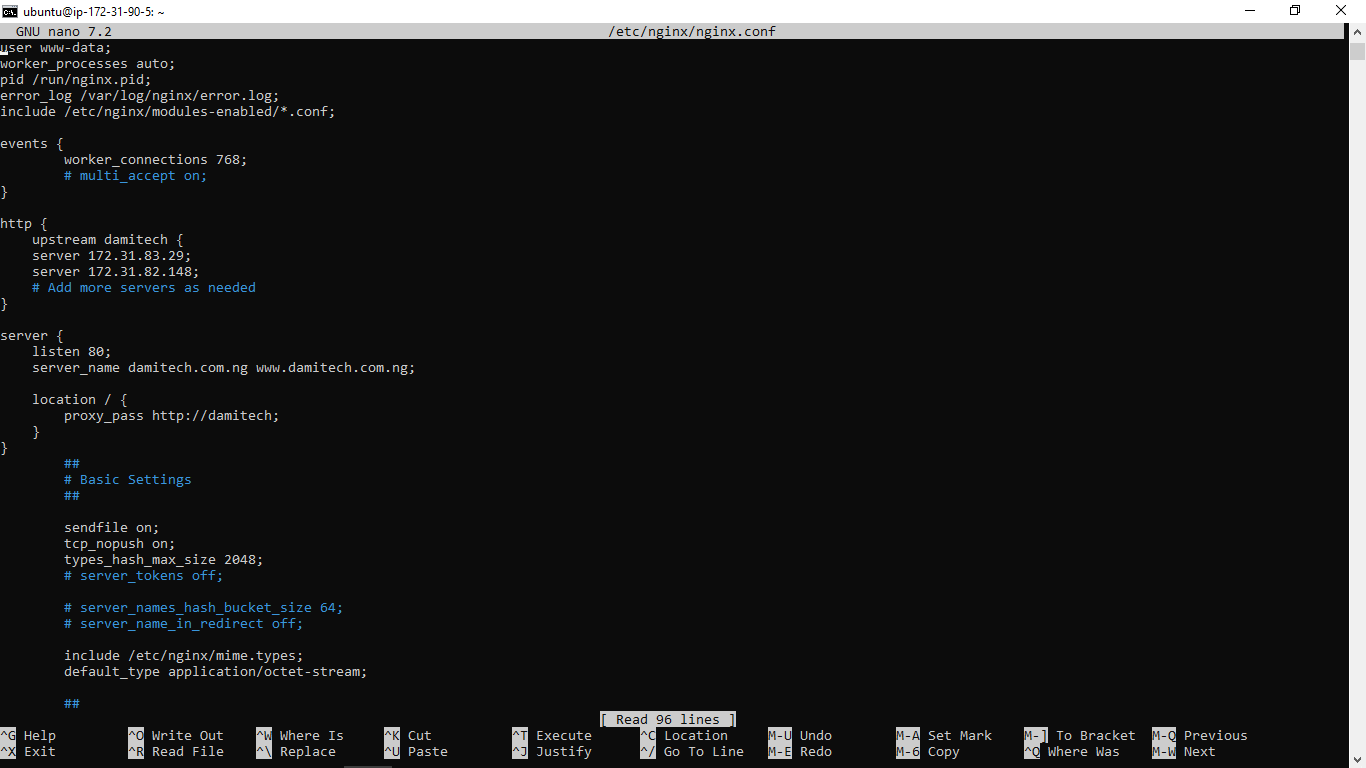 ubuntu@ip-172-31-90-5: ~
GNU nano 7.2 /etc/nginx/nginx.conf
user www-data;
worker_processes auto;
pid /run/nginx.pid;
error_log /var/log/nginx/error.log;
include /etc/nginx/modules-enabled/*.conf;

events {
        worker_connections 768;
        # multi_accept on;
}

http {
    upstream damitech {
    server 172.31.83.29;
    server 172.31.82.148;
    # Add more servers as needed
}

server {
    listen 80;
    server_name damitech.com.ng www.damitech.com.ng;

    location / {
        proxy_pass http://damitech;
    }
}
        ##
        # Basic Settings
        ##

        sendfile on;
        tcp_nopush on;
        types_hash_max_size 2048;
        # server_tokens off;

        # server_names_hash_bucket_size 64;
        # server_name_in_redirect off;

        include /etc/nginx/mime.types;
        default_type application/octet-stream;

        ##
[ Read 96 lines ]
^G Help ^O Write Out ^W Where Is ^K Cut ^T Execute ^C Location M-U Undo M-A Set Mark M-] To Bracket M-Q Previous
^X Exit ^R Read File ^\ Replace ^U Paste ^J Justify ^/ Go To Line M-E Redo M-6 Copy ^Q Where Was M-W Next